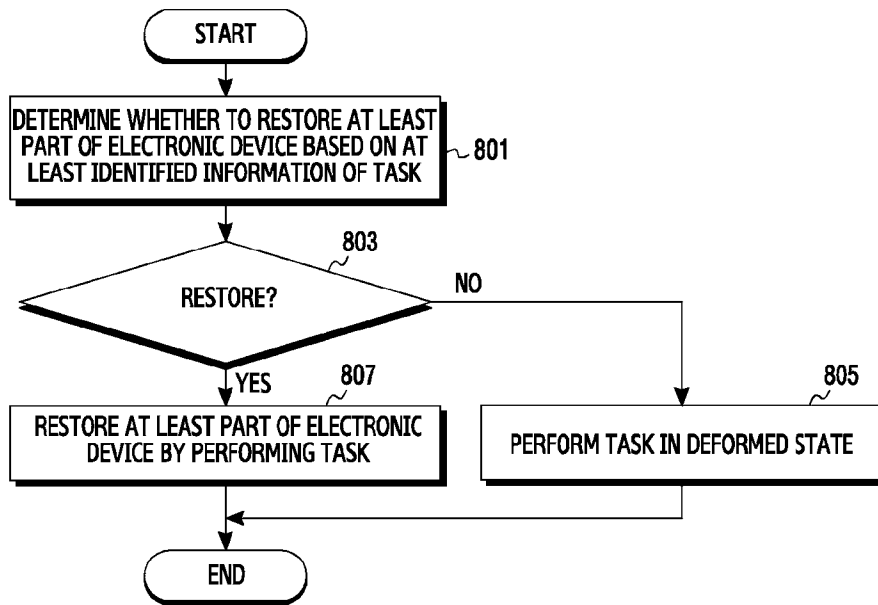 START
DETERMINE WHETHER TO RESTORE AT LEAST
PART OF ELECTRONIC DEVICE BASED ON AT
LEAST IDENTIFIED INFORMATION OF TASK
801
803
RESTORE?
NO
YES
807
RESTORE AT LEAST PART OF ELECTRONIC
DEVICE BY PERFORMING TASK
805
PERFORM TASK IN DEFORMED STATE
END